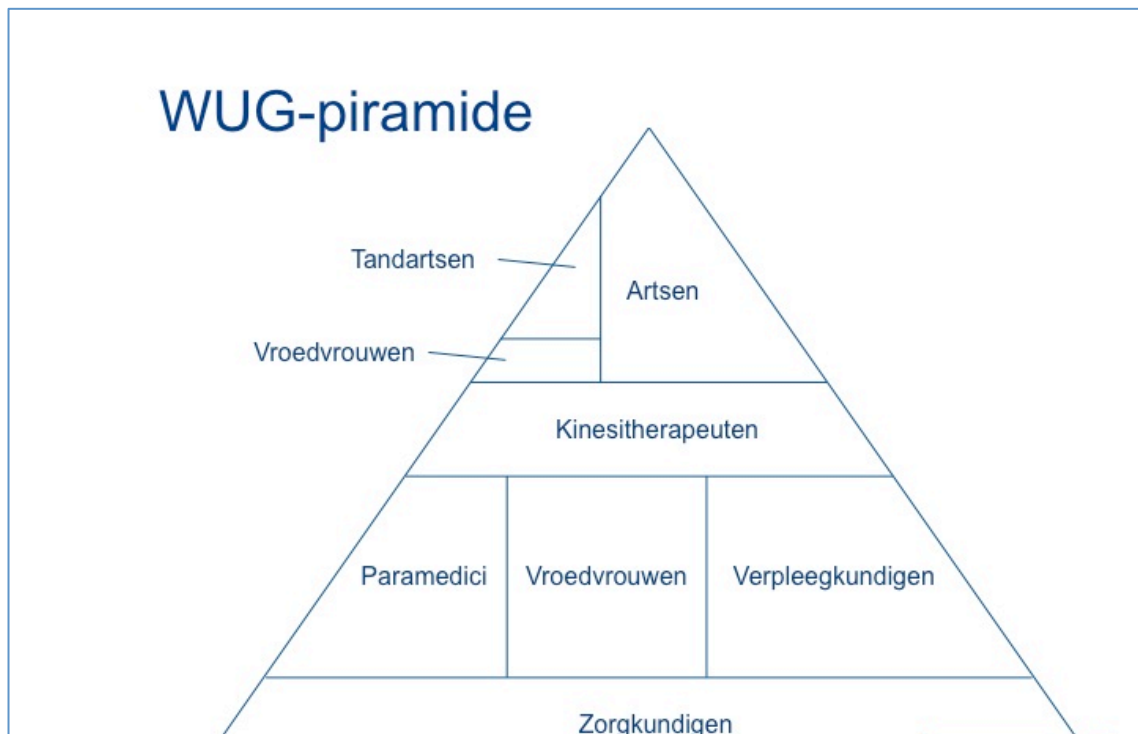 WUG-piramide
Tandartsen
Artsen
Vroedvrouwen
Kinesitherapeuten
Paramedici
Vroedvrouwen
Verpleegkundigen
Zorgkundigen